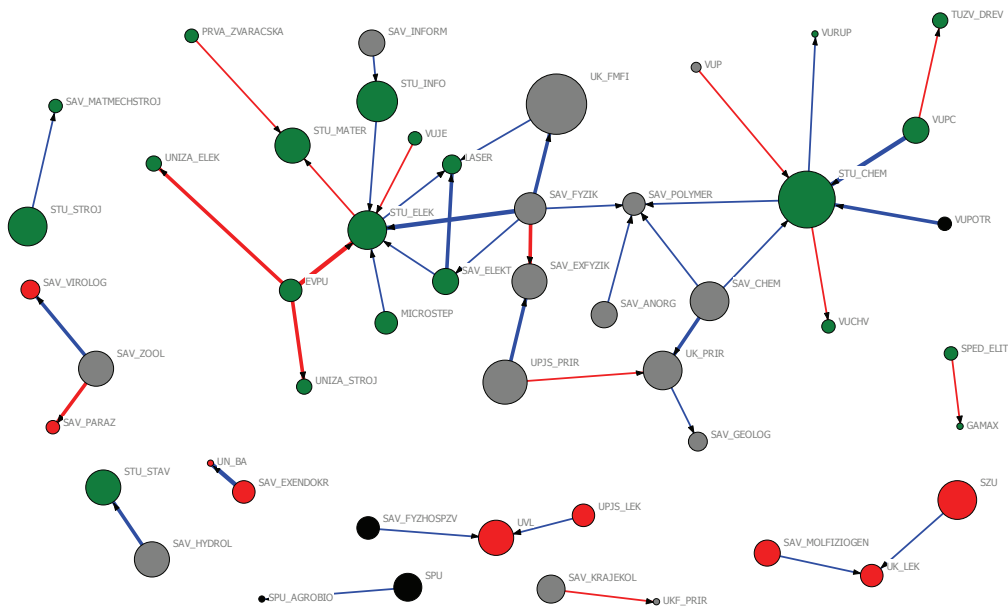 TUZV_DREV
PRVA_ZVARACSKA
SAV_INFORM
VURUP
VUP
UK_FMFI
STU_INFO
SAV_MATMECHSTROJ
VUPC
STU_MATER
VUJE
UNIZA_ELEK
LASER
STU_CHEM
SAV_FYZIK
SAV_POLYMER
STU_STROJ
STU_ELEK
VUPOTR
SAV_VIROLOG
EVPU
SAV_ELEKT
SAV_EXFYZIK
SAV_CHEM
SAV_ANORG
MICROSTEP
VUCHV
SAV_ZOOL
SPED_ELIT
UK_PRIR
UPJS_PRIR
UNIZA_STROJ
SAV_PARAZ
GAMAX
SAV_GEOLOG
UN_BA
STU_STAV
SAV_EXENDOKR
SZU
UPJS_LEK
SAV_FYZHOSPZV
UVL
SAV_HYDROL
SAV_MOLFIZIOGEN
UK_LEK
SPU
SAV_KRAJEKOL
SPU_AGROBIO
UKF_PRIR